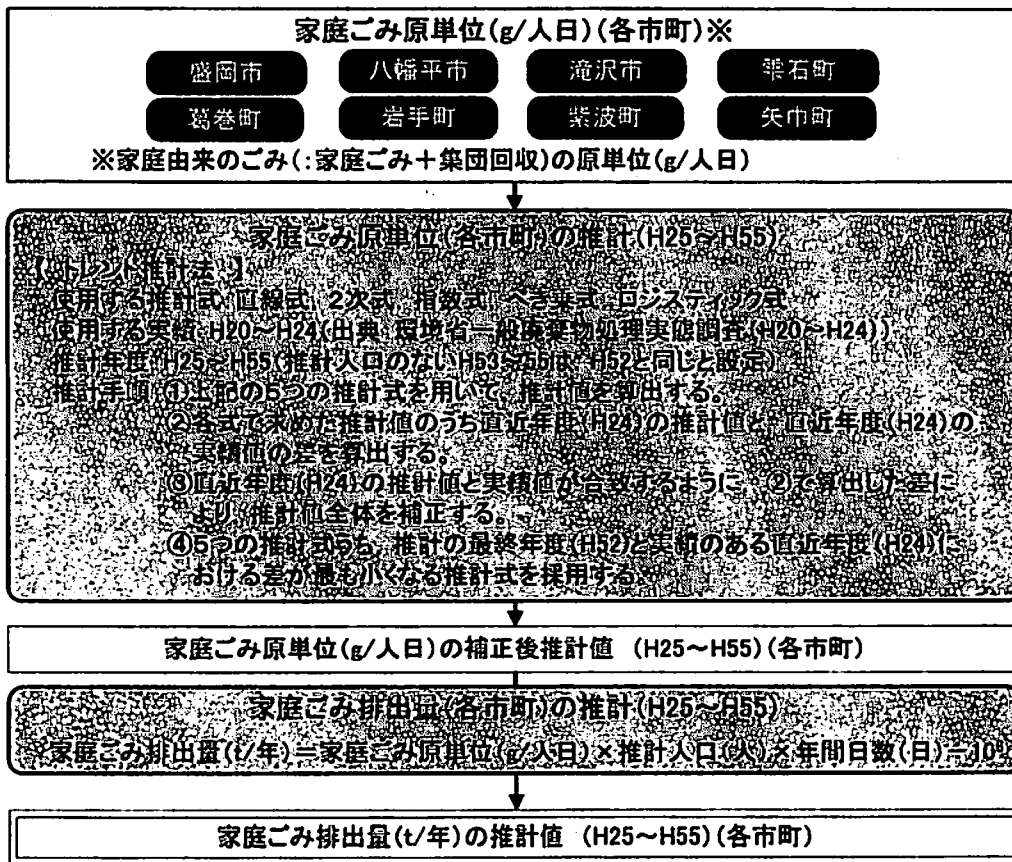 家庭ごみ原単位(g/人日)(各市町)※
盛岡市 八幡平市 滝沢市 雫石町
葛巻町 岩手町 紫波町 矢巾町
※家庭由来のごみ(:家庭ごみ+集団回収)の原単位(g/人日)
家庭ごみ原単位(各市町)の推計(H25~H55)
【 トレンド推計法 】
使用する推計式 直線式 2次式 指数式 べき乗式 ロジスティック式
使用する実績 H20~H24(出典 環境省一般廃棄物処理実態調査(H20~H24))
推計年度 H25~H55(推計人口のないH53~55は H52と同じと設定)
推計手順 ①上記の5つの推計式を用いて 推計値を算出する。
②各式で求めた推計値のうち直近年度(H24)の推計値と 直近年度(H24)の
実績値の差を算出する。
③直近年度(H24)の推計値と実績値が合致するように ②で算出した差に
より 推計値全体を補正する。
④5つの推計式うち 推計の最終年度(H52)と実績のある直近年度(H24)に
おける差が最も小さくなる推計式を採用する
家庭ごみ原単位(g/人日)の補正後推計値 (H25~H55)(各市町)
家庭ごみ排出量(各市町)の推計(H25~H55)
家庭ごみ排出量(t/年)=家庭ごみ原単位(g/人日)×推計人口(人)×年間日数(日)÷10⁶
家庭ごみ排出量(t/年)の推計値 (H25~H55)(各市町)